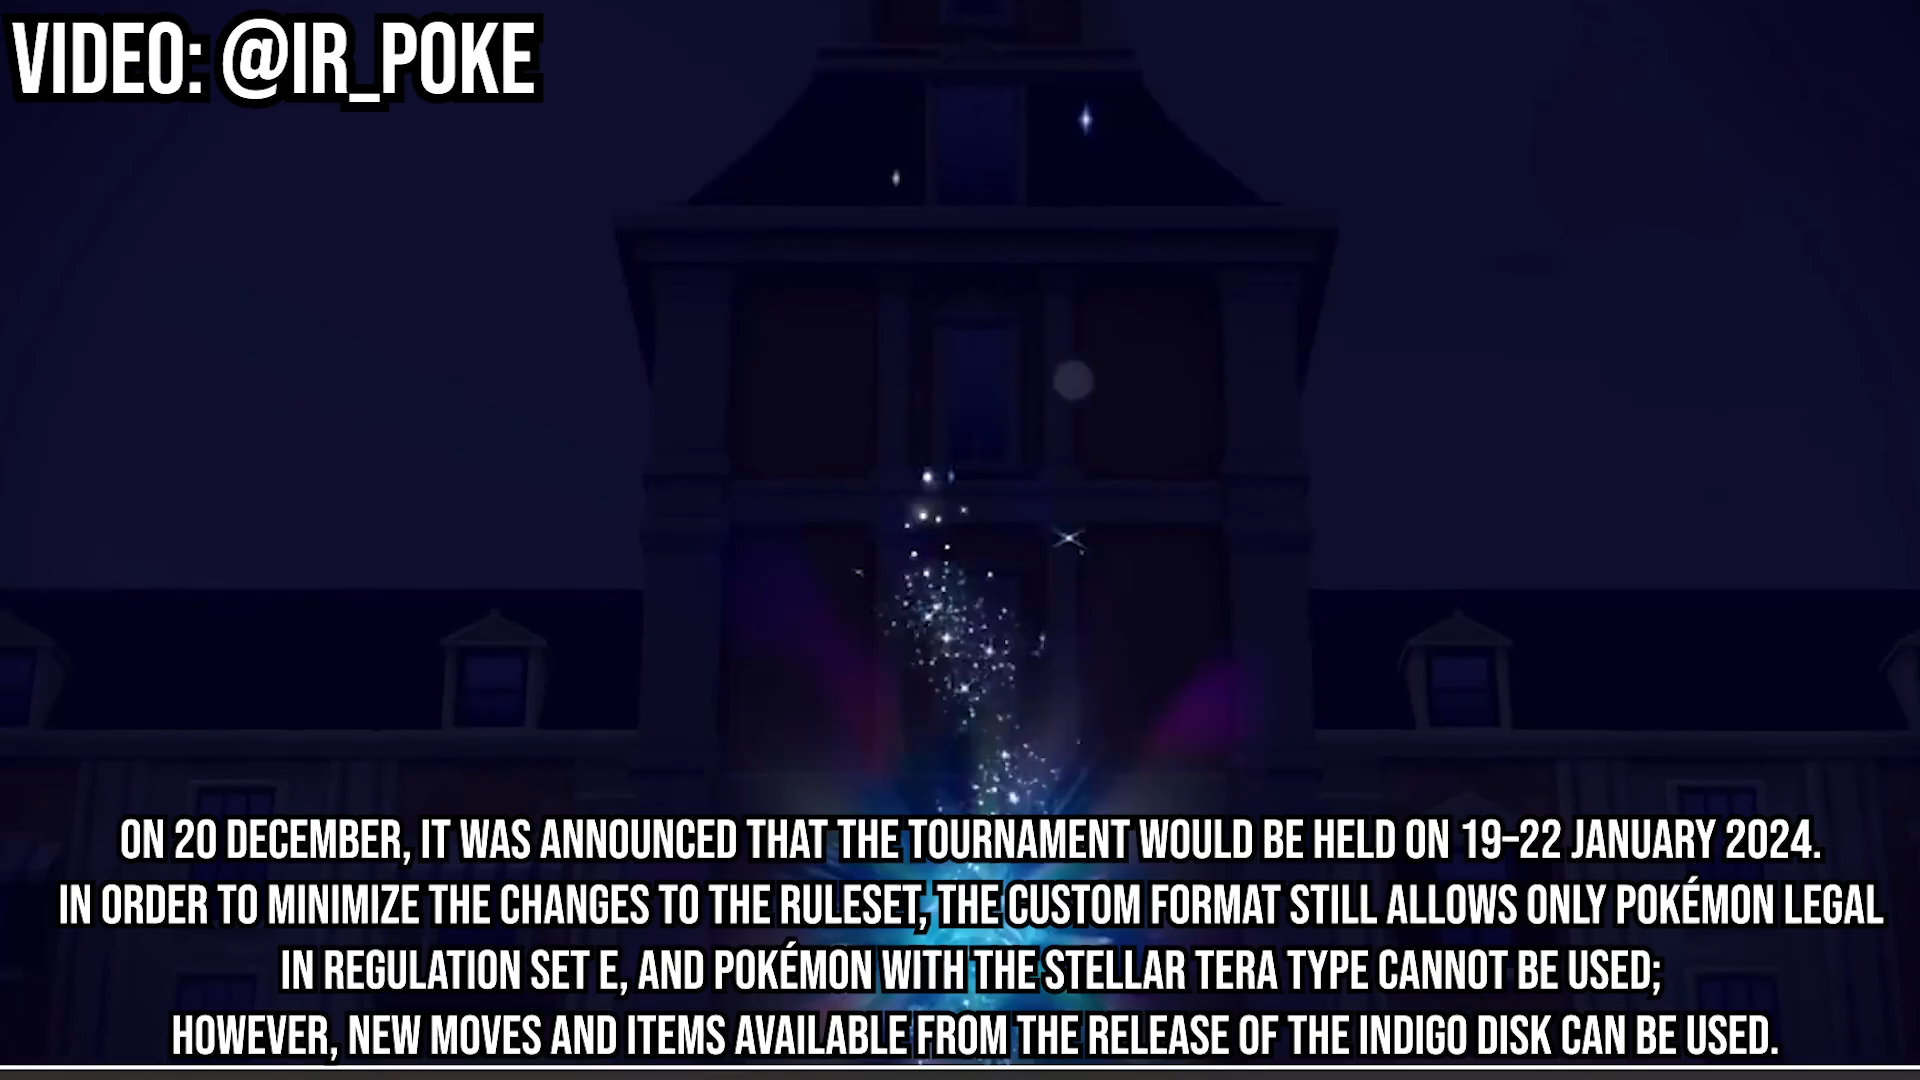 VIDEO: @IR_POKE
ON 20 DECEMBER, IT WAS ANNOUNCED THAT THE TOURNAMENT WOULD BE HELD ON 19–22 JANUARY 2024.
IN ORDER TO MINIMIZE THE CHANGES TO THE RULESET, THE CUSTOM FORMAT STILL ALLOWS ONLY POKÉMON LEGAL
IN REGULATION SET E, AND POKÉMON WITH THE STELLAR TERA TYPE CANNOT BE USED;
HOWEVER, NEW MOVES AND ITEMS AVAILABLE FROM THE RELEASE OF THE INDIGO DISK CAN BE USED.